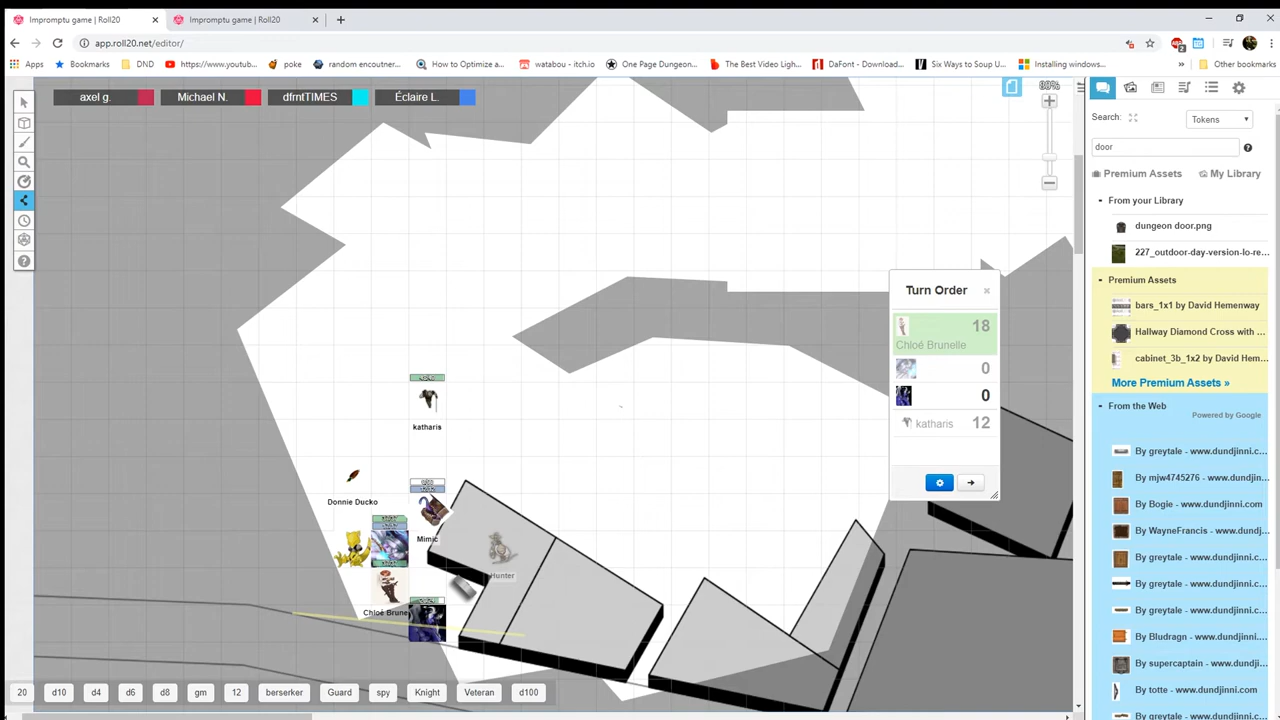 Impromptu game | Roll20
Impromptu game | Roll20
app.roll20.net/editor/
Apps
Bookmarks
DND
https://www.youtube...
poke
random encoutner...
How to Optimize a...
watabou - itch.io
One Page Dungeon...
The Best Video Ligh...
DaFont - Download...
Six Ways to Soup U...
Installing windows...
»
Other bookmarks
axel g.
Michael N.
dfrntTIMES
Éclaire L.
88%
Search:
Tokens
door
Premium Assets
My Library
From your Library
dungeon door.png
227_outdoor-day-version-lo-re...
Premium Assets
bars_1x1 by David Hemenway
Hallway Diamond Cross with ...
cabinet_3b_1x2 by David Hem...
More Premium Assets »
From the Web
Powered by Google
By greytale - www.dundjinni.c...
By mjw4745276 - www.dund...
By Bogie - www.dundjinni.com/
By WayneFrancis - www.dundj...
By greytale - www.dundjinni.c...
By greytale - www.dundjinni.c...
By greytale - www.dundjinni.c...
By Bludragn - www.dundjinni...
By supercaptain - www.dundji...
By totte - www.dundjinni.com
By greytale - www.dundjinni.c...
Turn Order
18
Chloé Brunelle
0
0
katharis 12
katharis
Donnie Ducko
Mimic
Hunter
Chloé Brune
20
d10
d4
d6
d8
gm
12
berserker
Guard
spy
Knight
Veteran
d100